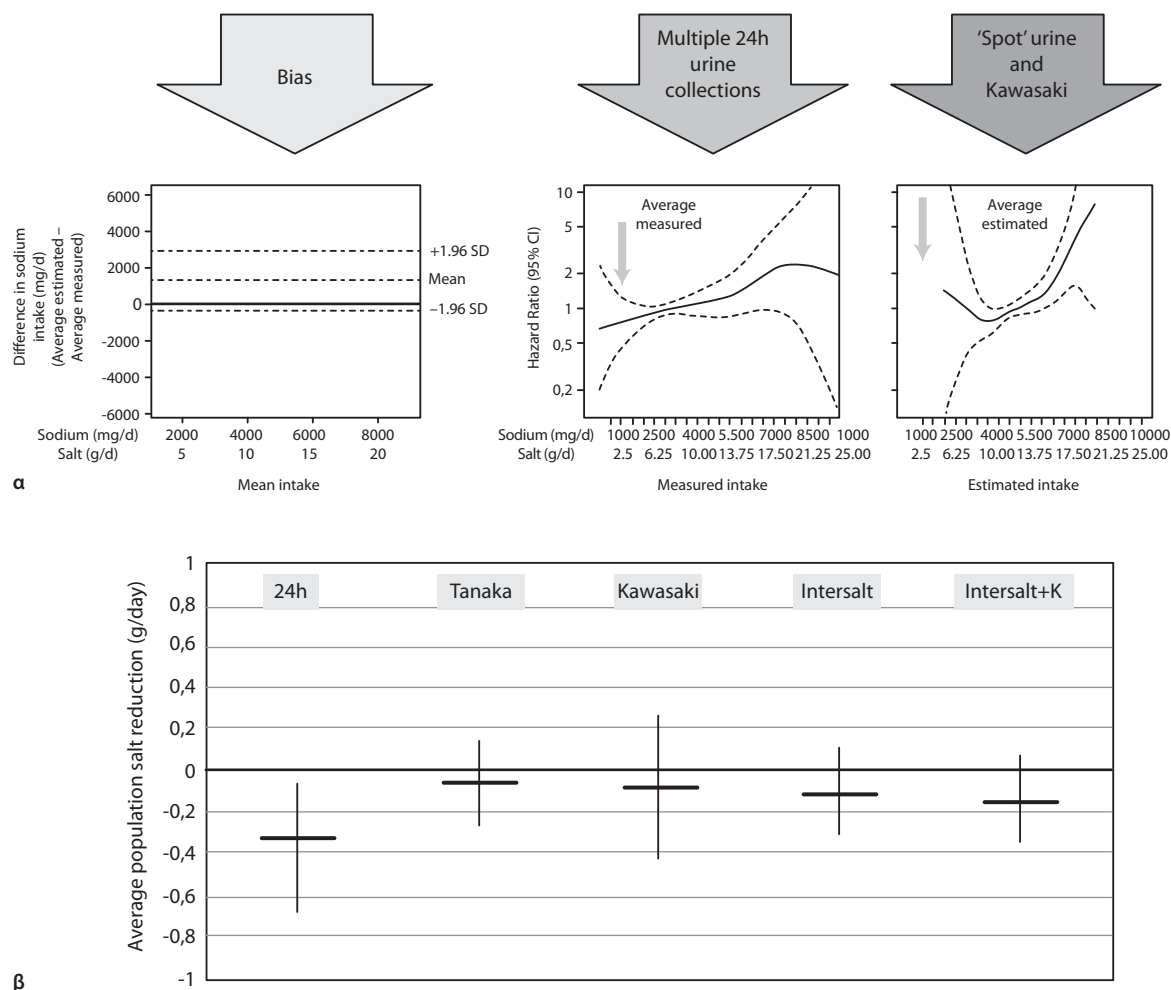 Bias
Multiple 24h
urine
collections
‘Spot’ urine
and
Kawasaki
Difference in sodium
intake (mg/d)
(Average estimated –
Average measured)
6000
4000
2000
0
-2000
-4000
-6000
+1.96 SD
Mean
–1.96 SD
Sodium (mg/d) 2000 4000 6000 8000
Salt (g/d) 5 10 15 20
Mean intake
Hazard Ratio (95% CI)
10
5
2
1
0,5
0,2
Average
measured
Sodium (mg/d) 1000 2500 4000 5.500 7000 8500 1000
Salt (g/d) 2.5 6.25 10.00 13.75 17.50 21.25 25.00
Measured intake
Average
estimated
1000 2500 4000 5.500 7000 8500 10000
2.5 6.25 10.00 13.75 17.50 21.25 25.00
Estimated intake
α
Average population salt reduction (g/day)
1
0,8
0,6
0,4
0,2
0
-0,2
-0,4
-0,6
-0,8
-1
24h
Tanaka
Kawasaki
Intersalt
Intersalt+K
β